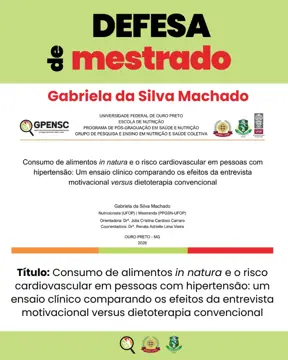 DEFESA
de mestrado
Gabriela da Silva Machado
GPENSC
UNIVERSIDADE FEDERAL DE OURO PRETO
ESCOLA DE NUTRIÇÃO
PROGRAMA DE PÓS-GRADUAÇÃO EM SAÚDE E NUTRIÇÃO
GRUPO DE PESQUISA E ENSINO EM NUTRIÇÃO E SAÚDE COLETIVA
Consumo de alimentos in natura e o risco cardiovascular em pessoas com
hipertensão: Um ensaio clínico comparando os efeitos da entrevista
motivacional versus dietoterapia convencional
Gabriela da Silva Machado
Nutricionista (UFOP) | Mestranda (PPGSN-UFOP)
Orientadora: Drª. Júlia Cristina Cardoso Carraro
Coorientadora: Drª. Renata Adrielle Lima Vieira
OURO PRETO - MG
2026
Título: Consumo de alimentos in natura e o risco
cardiovascular em pessoas com hipertensão: um
ensaio clínico comparando os efeitos da entrevista
motivacional versus dietoterapia convencional